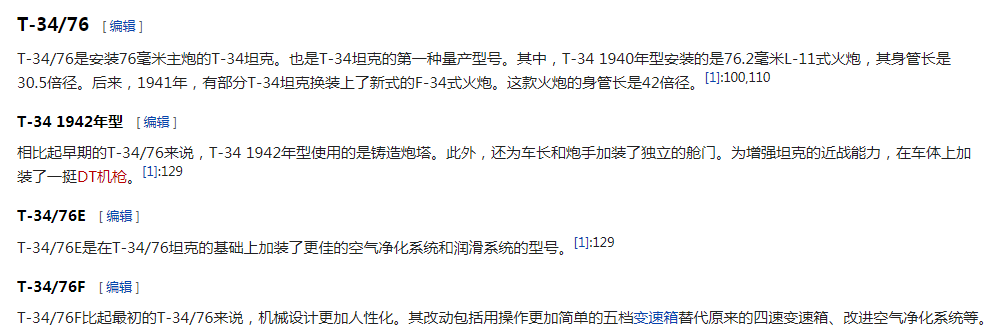 T-34/76 [编辑]
T-34/76是安装76毫米主炮的T-34坦克。也是T-34坦克的第一种量产型号。其中，T-34 1940年型安装的是76.2毫米L-11式火炮，其身管长是
30.5倍径。后来，1941年，有部分T-34坦克换装上了新式的F-34式火炮。这款火炮的身管长是42倍径。[1]:100,110
T-34 1942年型 [编辑]
相比起早期的T-34/76来说，T-34 1942年型使用的是铸造炮塔。此外，还为车长和炮手加装了独立的舱门。为增强坦克的近战能力，在车体上加
装了一挺DT机枪。[1]:129
T-34/76E [编辑]
T-34/76E是在T-34/76坦克的基础上加装了更佳的空气净化系统和润滑系统的型号。[1]:129
T-34/76F [编辑]
T-34/76F比起最初的T-34/76来说，机械设计更加人性化。其改动包括用操作更加简单的五档变速箱替代原来的四速变速箱、改进空气净化系统等。